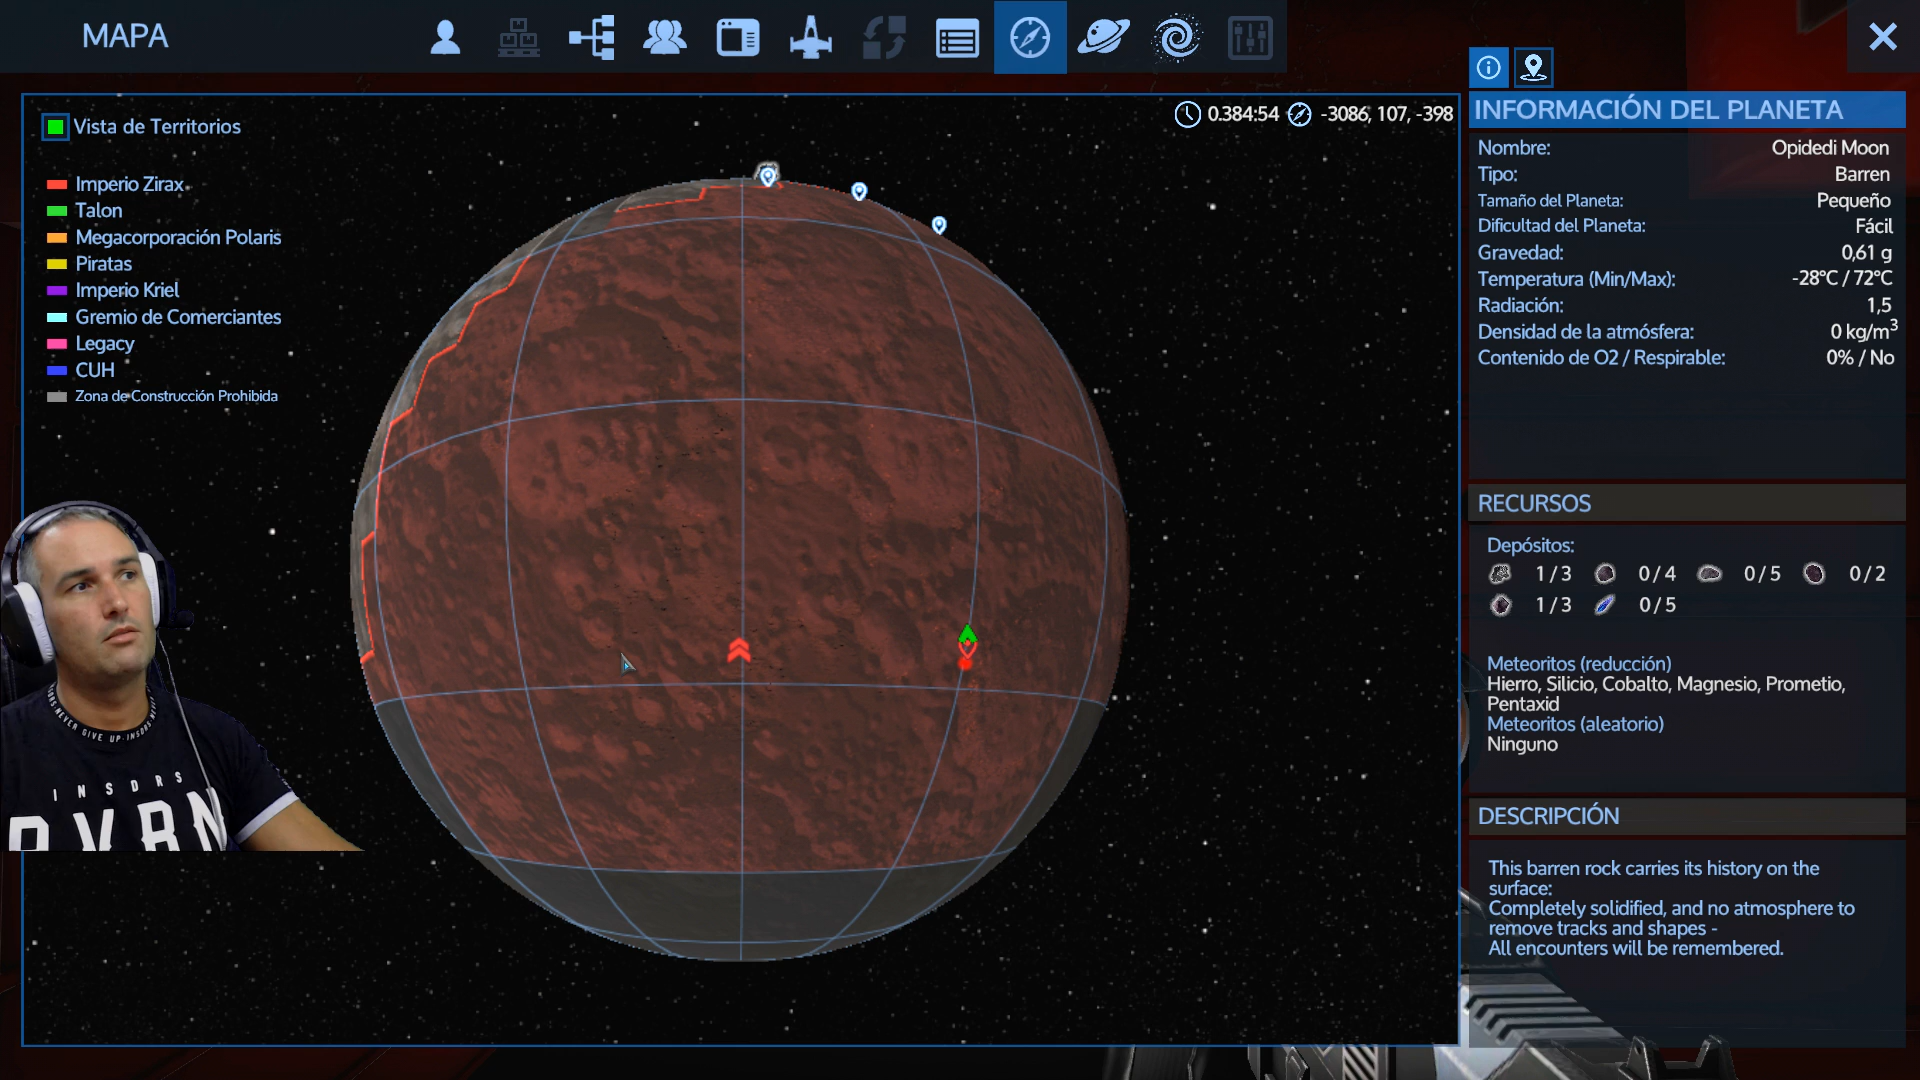 MAPA
Vista de Territorios
0.384:54
-3086, 107, -398
Imperio Zirax
Talon
Megacorporación Polaris
Piratas
Imperio Kriel
Gremio de Comerciantes
Legacy
CUH
Zona de Construcción Prohibida
INFORMACIÓN DEL PLANETA
Nombre: Opidedi Moon
Tipo: Barren
Tamaño del Planeta: Pequeño
Dificultad del Planeta: Fácil
Gravedad: 0,61 g
Temperatura (Min/Max): -28°C / 72°C
Radiación: 1,5
Densidad de la atmósfera: 0 kg/m³
Contenido de O2 / Respirable: 0% / No
RECURSOS
Depósitos:
1 / 3 0 / 4 0 / 5 0 / 2
1 / 3 0 / 5
Meteoritos (reducción)
Hierro, Silicio, Cobalto, Magnesio, Prometio,
Pentaxid
Meteoritos (aleatorio)
Ninguno
DESCRIPCIÓN
This barren rock carries its history on the
surface:
Completely solidified, and no atmosphere to
remove tracks and shapes -
All encounters will be remembered.
NEVER GIVE UP
INSDRS